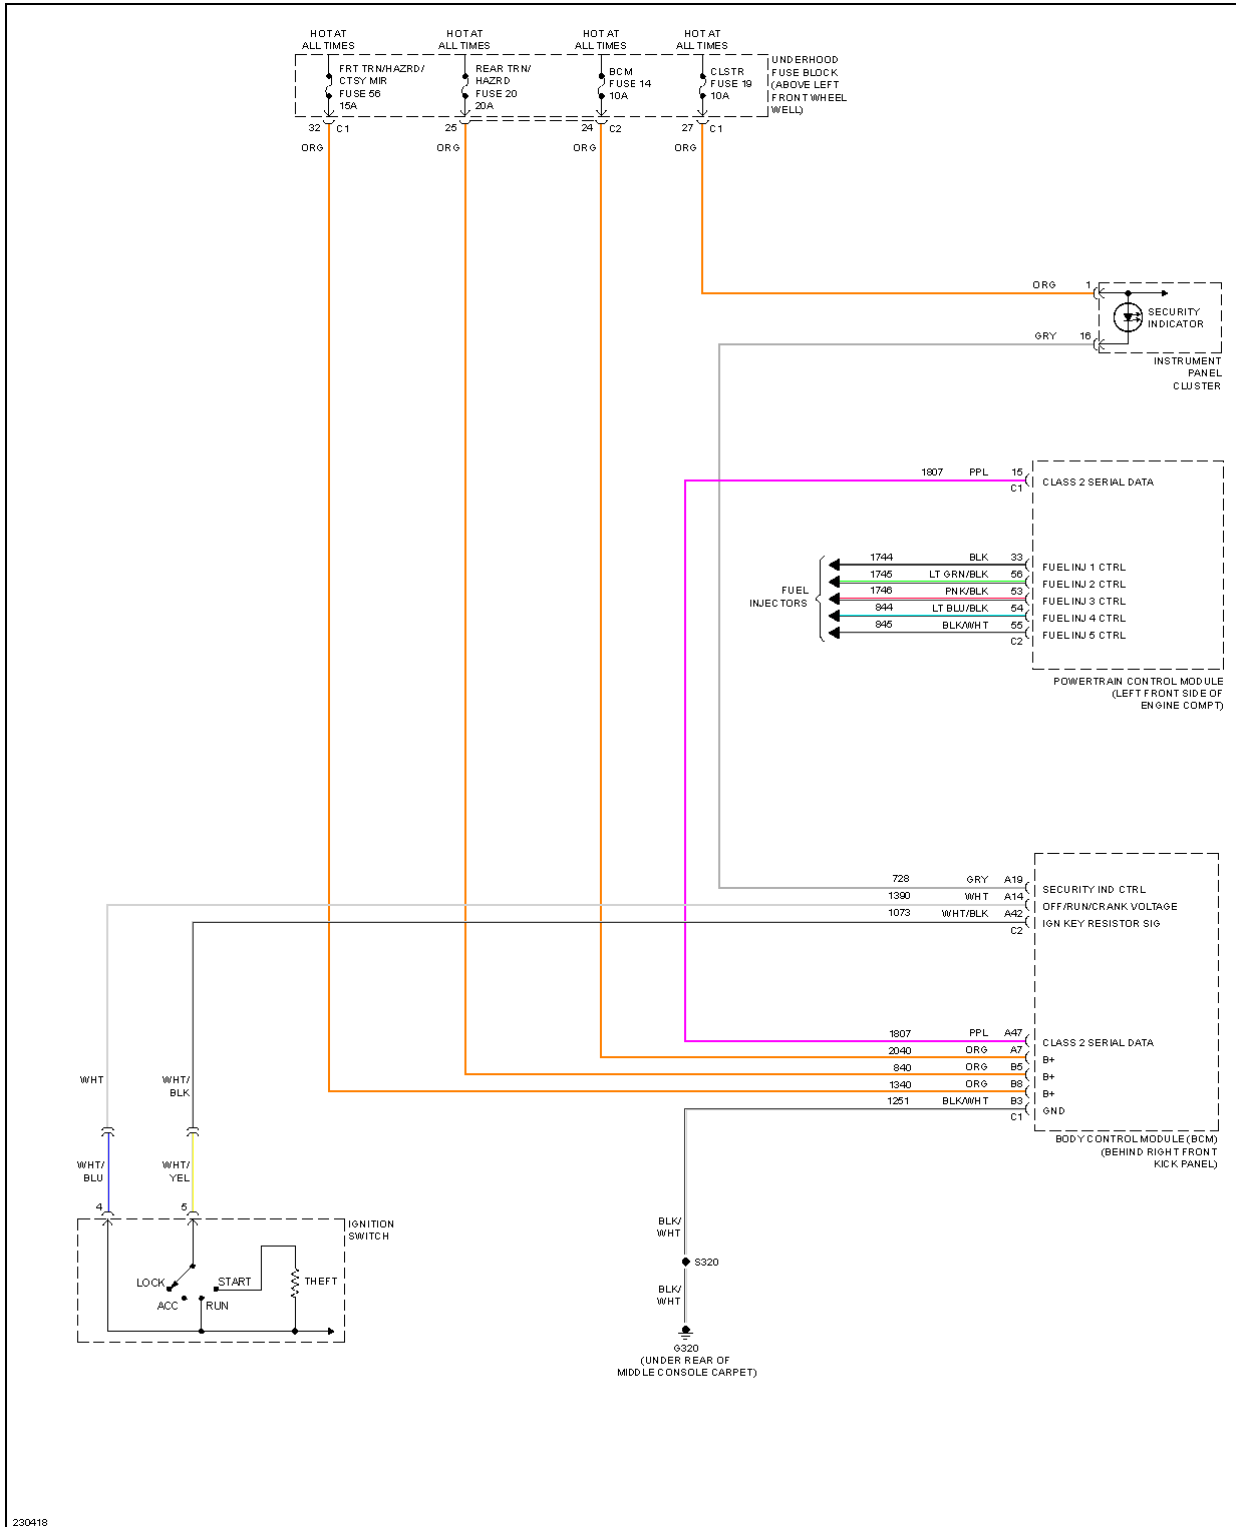 HOT AT
ALL TIMES
HOT AT
ALL TIMES
HOT AT
ALL TIMES
HOT AT
ALL TIMES
FRT TRN/HAZRD/
CTSY MIR
FUSE 56
15A
REAR TRN/
HAZRD
FUSE 20
20A
BCM
FUSE 14
10A
CLSTR
FUSE 19
10A
UNDERHOOD
FUSE BLOCK
(ABOVE LEFT
FRONT WHEEL
WELL)
32 C1
25
24 C2
27 C1
ORG
ORG
ORG
ORG
ORG 1
SECURITY
INDICATOR
GRY 16
INSTRUMENT
PANEL
CLUSTER
1807 PPL 15
C1
CLASS 2 SERIAL DATA
FUEL
INJECTORS
1744 BLK 33
FUEL INJ 1 CTRL
1745 LT GRN/BLK 56
FUEL INJ 2 CTRL
1746 PNK/BLK 53
FUEL INJ 3 CTRL
844 LT BLU/BLK 54
FUEL INJ 4 CTRL
845 BLK/WHT 55
FUEL INJ 5 CTRL
C2
POWERTRAIN CONTROL MODULE
(LEFT FRONT SIDE OF
ENGINE COMPT)
728 GRY A19
SECURITY IND CTRL
1390 WHT A14
OFF/RUN/CRANK VOLTAGE
1073 WHT/BLK A42
IGN KEY RESISTOR SIG
C2
1807 PPL A47
CLASS 2 SERIAL DATA
2040 ORG A7
B+
840 ORG B5
B+
1340 ORG B8
B+
1251 BLK/WHT B3
GND
C1
BODY CONTROL MODULE (BCM)
(BEHIND RIGHT FRONT
KICK PANEL)
WHT
WHT/
BLK
WHT/
BLU
WHT/
YEL
4
5
IGNITION
SWITCH
LOCK
ACC
RUN
START
THEFT
BLK/
WHT
S320
BLK/
WHT
G320
(UNDER REAR OF
MIDDLE CONSOLE CARPET)
230418